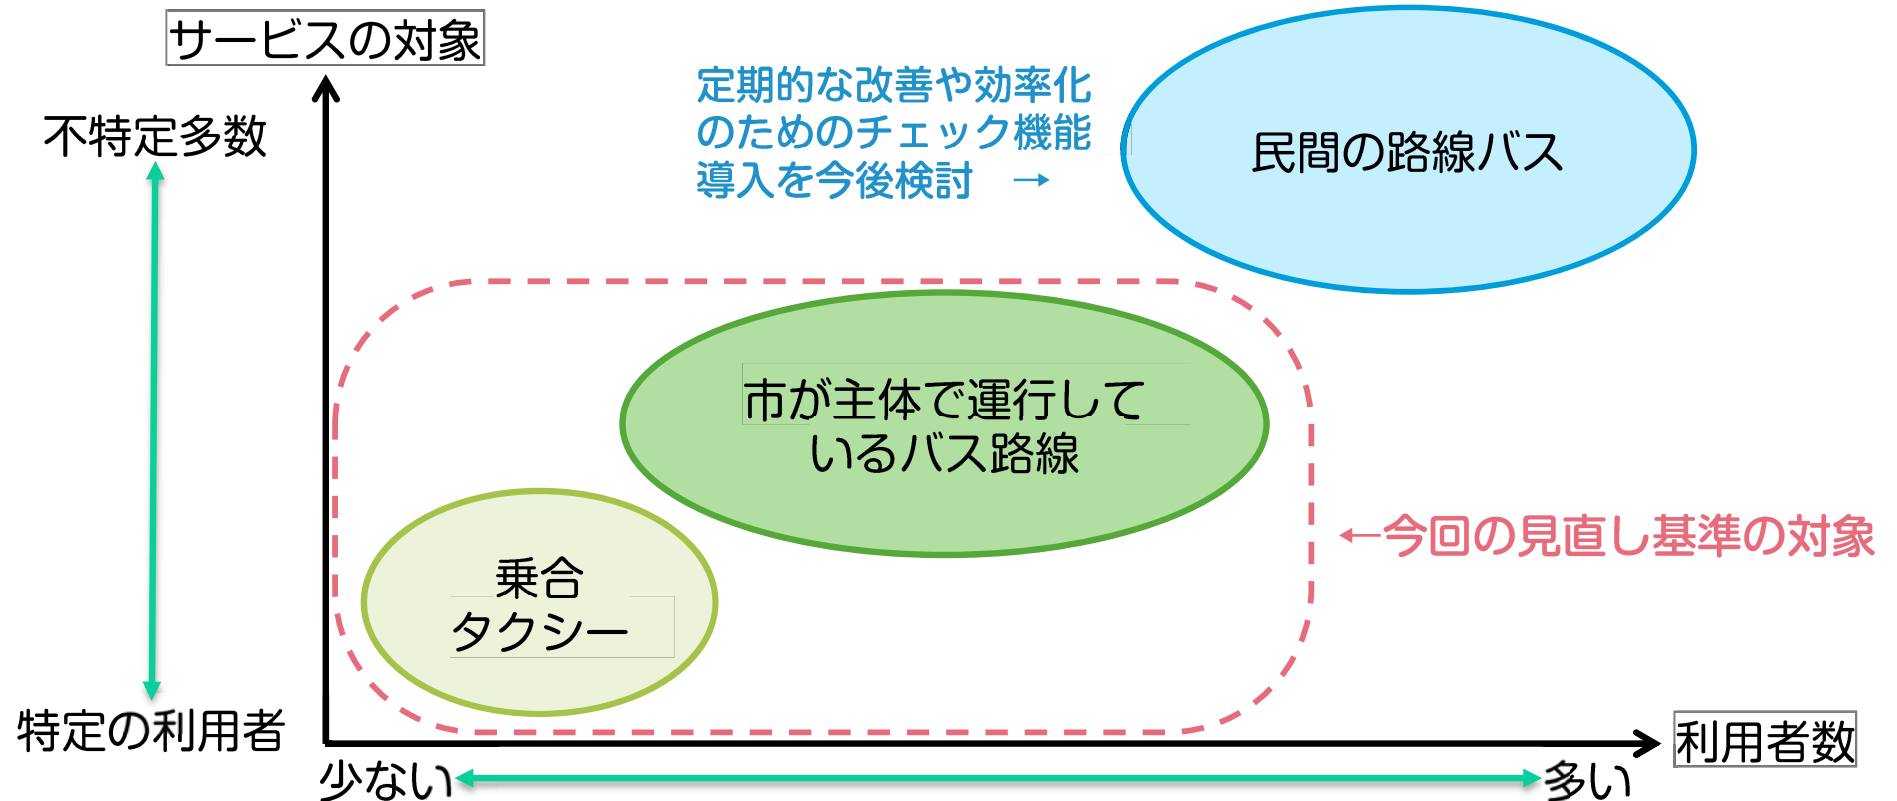 サービスの対象
不特定多数
特定の利用者
定期的な改善や効率化
のためのチェック機能
導入を今後検討　→
民間の路線バス
市が主体で運行して
いるバス路線
乗合
タクシー
←今回の見直し基準の対象
利用者数
少ない
多い